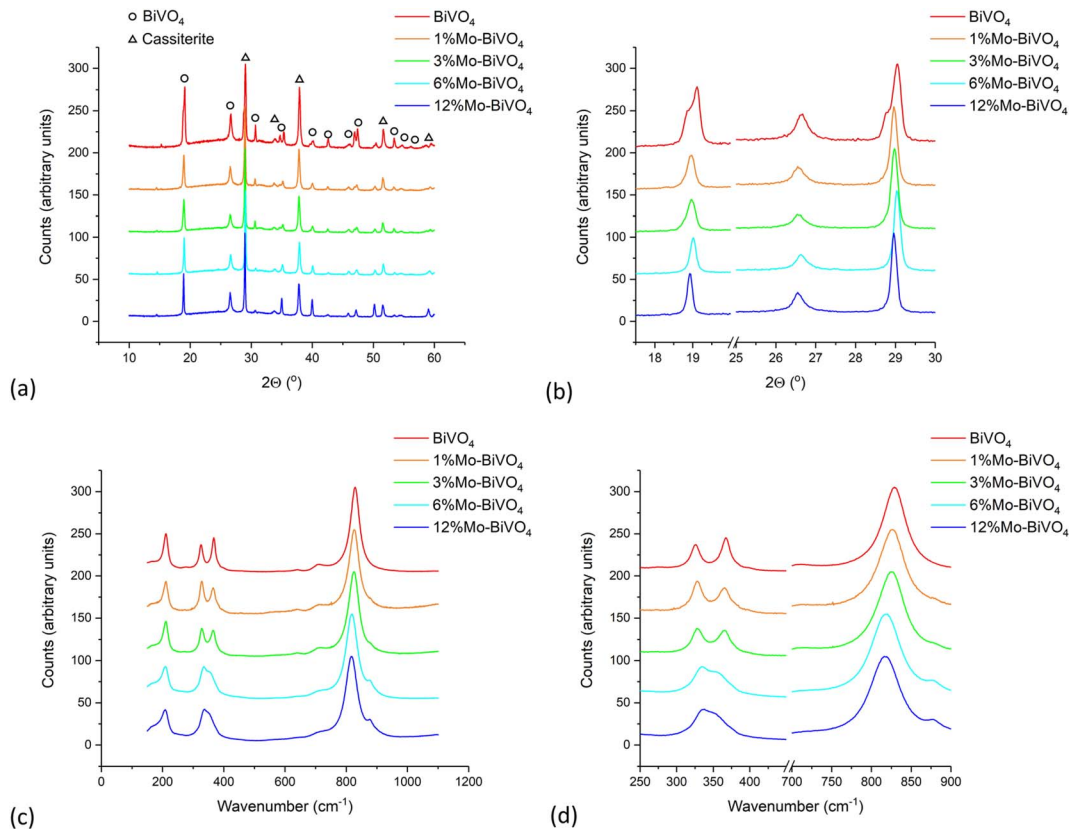 ○ BiVO₄
△ Cassiterite
BiVO₄
1%Mo-BiVO₄
3%Mo-BiVO₄
6%Mo-BiVO₄
12%Mo-BiVO₄
Counts (arbitrary units)
300
250
200
150
100
50
0
10 20 30 40 50 60
2Θ (°)
(a)
BiVO₄
1%Mo-BiVO₄
3%Mo-BiVO₄
6%Mo-BiVO₄
12%Mo-BiVO₄
Counts (arbitrary units)
300
250
200
150
100
50
0
18 19 25 26 27 28 29 30
2Θ (°)
(b)
BiVO₄
1%Mo-BiVO₄
3%Mo-BiVO₄
6%Mo-BiVO₄
12%Mo-BiVO₄
Counts (arbitrary units)
300
250
200
150
100
50
0
0 200 400 600 800 1000 1200
Wavenumber (cm⁻¹)
(c)
BiVO₄
1%Mo-BiVO₄
3%Mo-BiVO₄
6%Mo-BiVO₄
12%Mo-BiVO₄
Counts (arbitrary units)
300
250
200
150
100
50
0
250 300 350 400 700 750 800 850 900
Wavenumber (cm⁻¹)
(d)